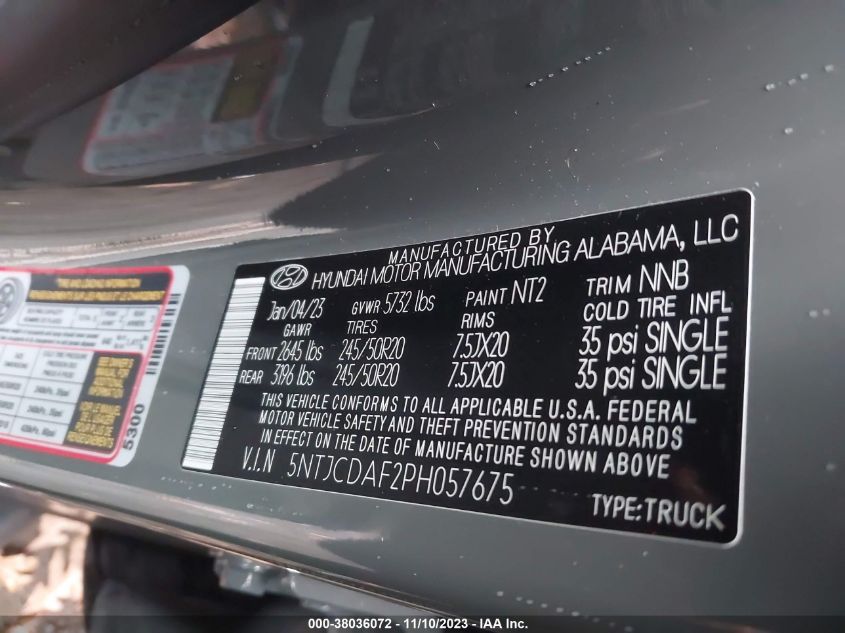 MANUFACTURED BY
HYUNDAI MOTOR MANUFACTURING ALABAMA, LLC
Jan/04/23 GVWR 5732 lbs PAINT NT2 TRIM NNB
GAWR TIRES RIMS COLD TIRE INFL
FRONT 2645 lbs 245/50R20 7.5JX20 35 psi SINGLE
REAR 3196 lbs 245/50R20 7.5JX20 35 psi SINGLE
THIS VEHICLE CONFORMS TO ALL APPLICABLE U.S.A. FEDERAL
MOTOR VEHICLE SAFETY AND THEFT PREVENTION STANDARDS
IN EFFECT ON THE DATE OF MANUFACTURE SHOWN ABOVE
V.I.N 5NTJCDAF2PH057675
TYPE:TRUCK
5300
000-38036072 - 11/10/2023 - IAA Inc.